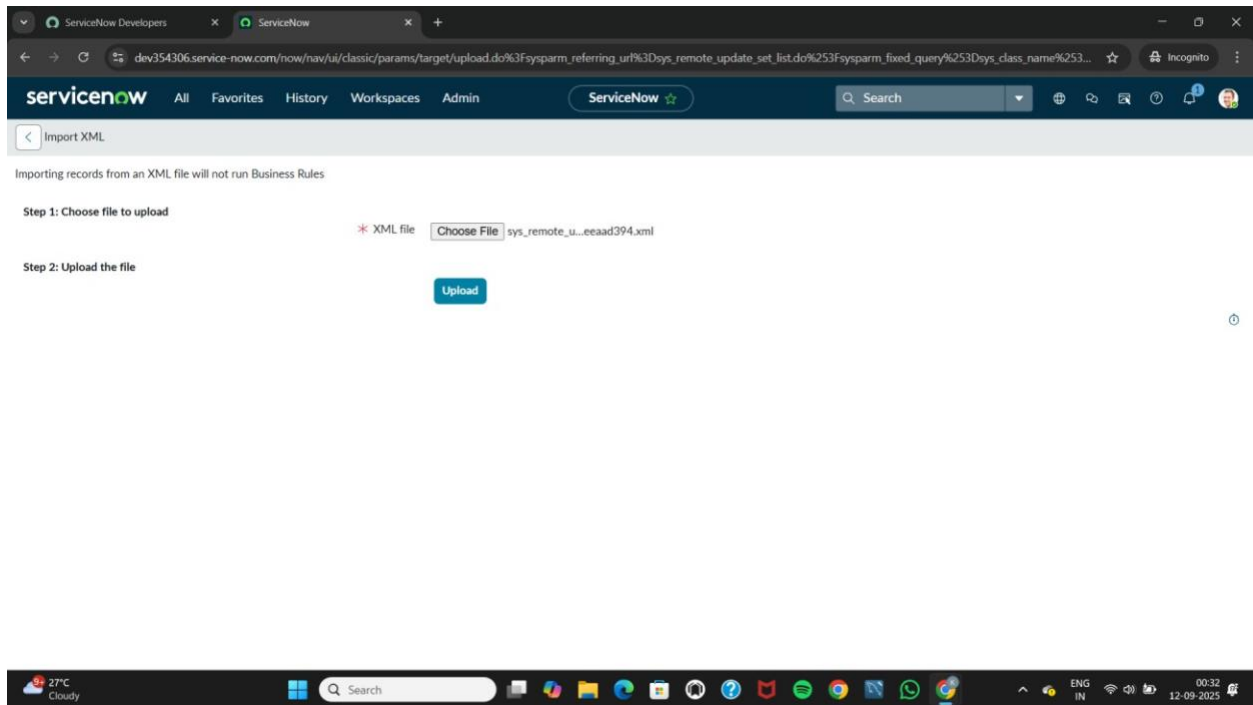 ServiceNow Developers
ServiceNow
dev354306.service-now.com/now/nav/ui/classic/params/target/upload.do%3Fsysparm_referring_url%3Dsys_remote_update_set_list.do%253Fsysparm_fixed_query%253Dsys_class_name%253...
Incognito
servicenow All Favorites History Workspaces Admin ServiceNow Search 1
Import XML
Importing records from an XML file will not run Business Rules
Step 1: Choose file to upload
XML file Choose File sys_remote_u...eeaad394.xml
Step 2: Upload the file
Upload
9+ 27°C
Cloudy
Search
ENG
IN
00:32
12-09-2025